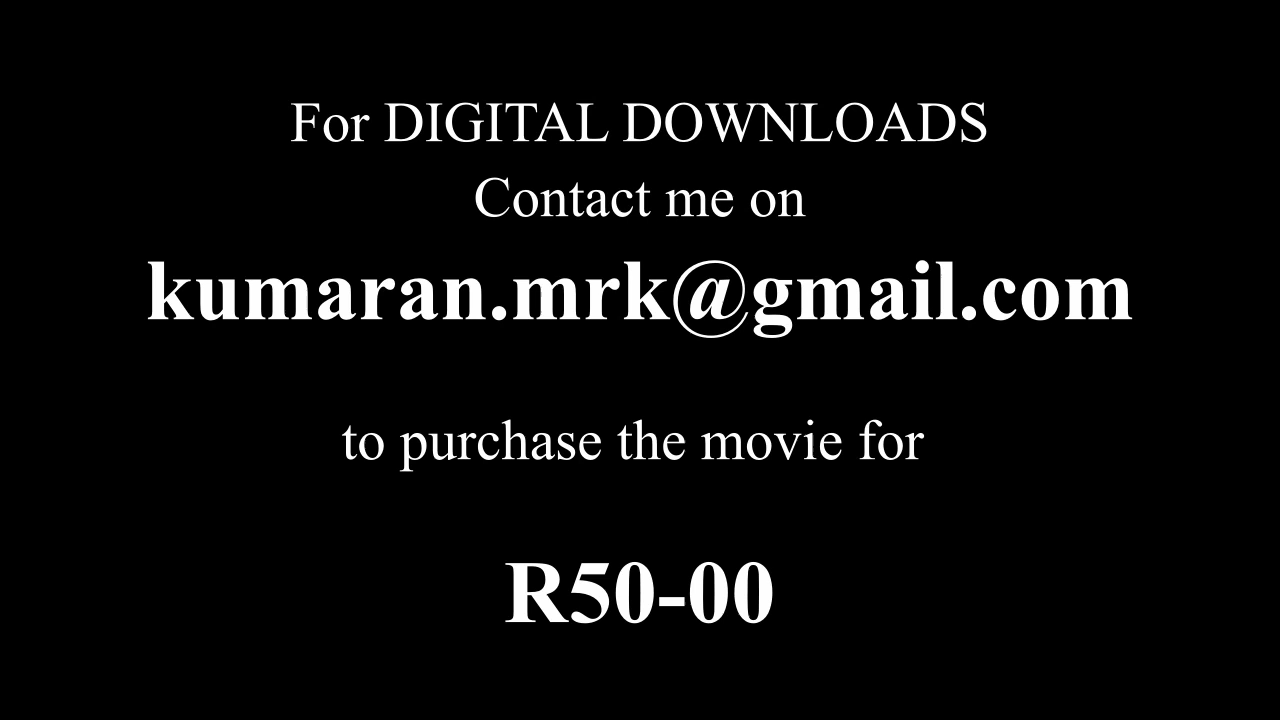 For DIGITAL DOWNLOADS
Contact me on
kumaran.mrk@gmail.com
to purchase the movie for
R50-00